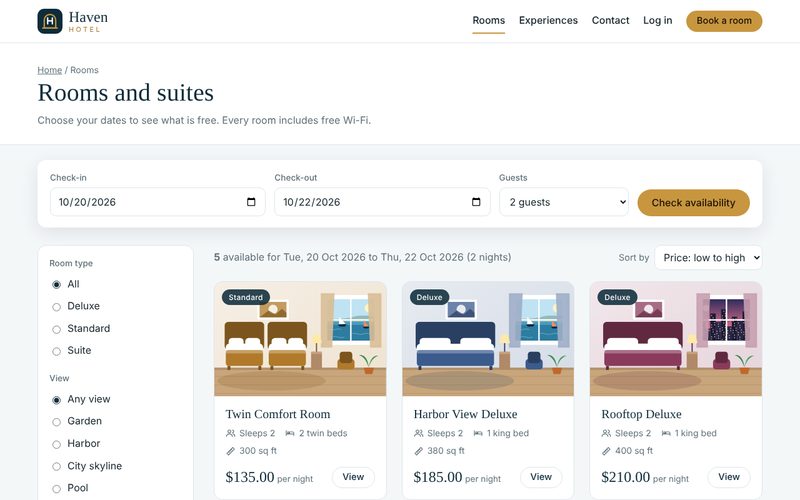 Haven
HOTEL
Rooms Experiences Contact Log in Book a room
Home / Rooms
Rooms and suites
Choose your dates to see what is free. Every room includes free Wi-Fi.
Check-in Check-out Guests
10/20/2026 10/22/2026 2 guests Check availability
5 available for Tue, 20 Oct 2026 to Thu, 22 Oct 2026 (2 nights) Sort by Price: low to high
Room type
All
Deluxe
Standard
Suite
View
Any view
Garden
Harbor
City skyline
Pool
Standard
Twin Comfort Room
Sleeps 2 2 twin beds
300 sq ft
$135.00 per night View
Deluxe
Harbor View Deluxe
Sleeps 2 1 king bed
380 sq ft
$185.00 per night View
Deluxe
Rooftop Deluxe
Sleeps 2 1 king bed
400 sq ft
$210.00 per night View